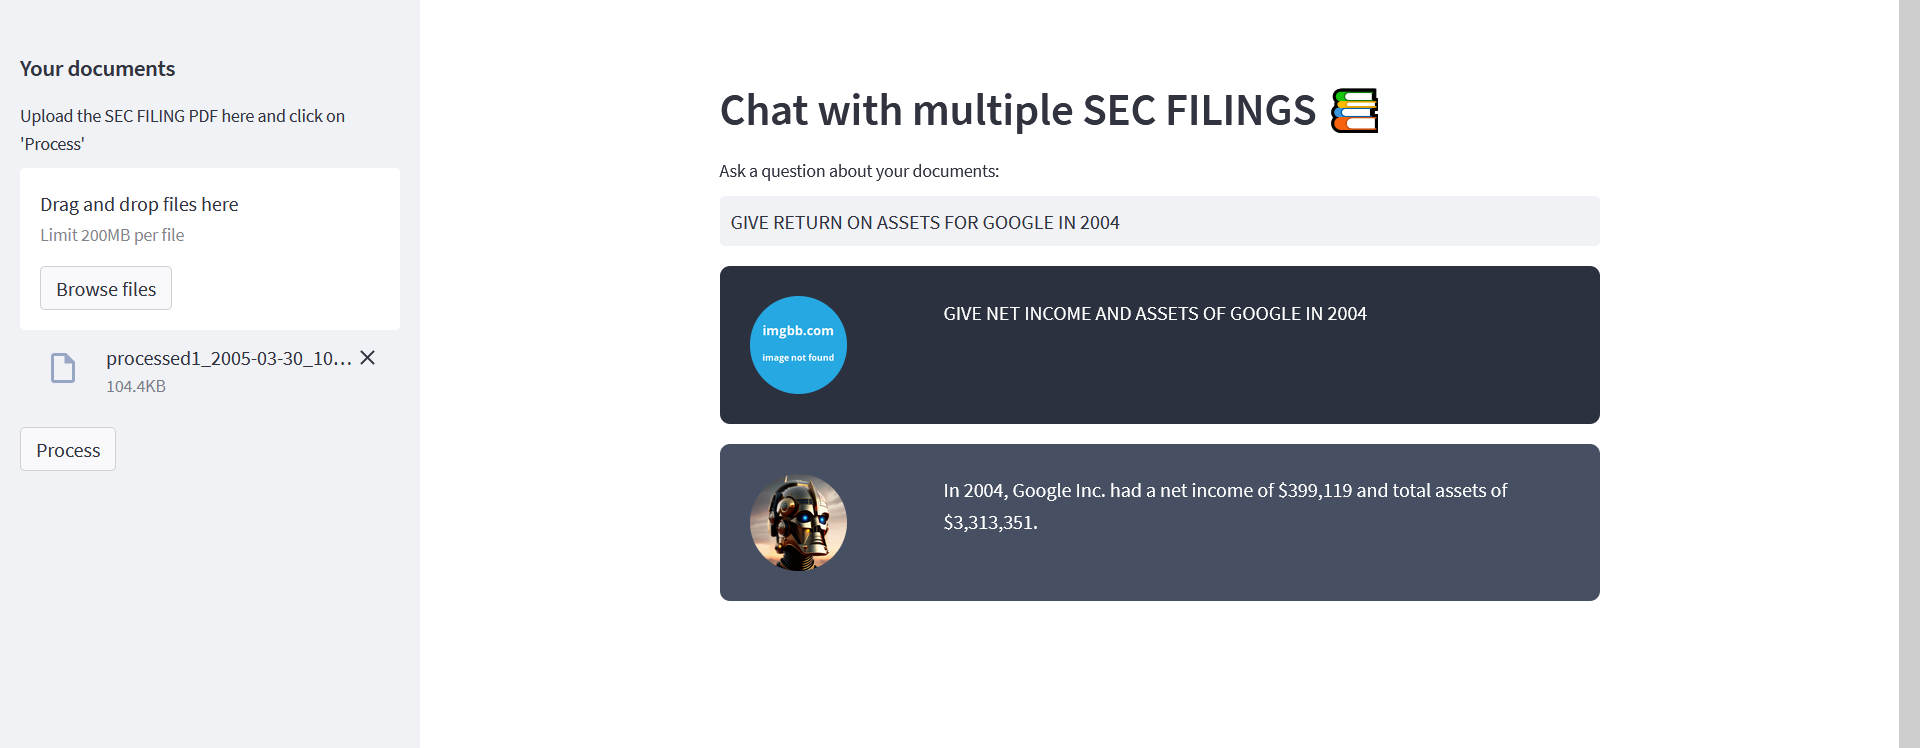 Your documents
Upload the SEC FILING PDF here and click on
'Process'
Drag and drop files here
Limit 200MB per file
Browse files
processed1_2005-03-30_10...
104.4KB
Process
Chat with multiple SEC FILINGS
Ask a question about your documents:
GIVE RETURN ON ASSETS FOR GOOGLE IN 2004
imgbb.com
image not found
GIVE NET INCOME AND ASSETS OF GOOGLE IN 2004
In 2004, Google Inc. had a net income of $399,119 and total assets of
$3,313,351.